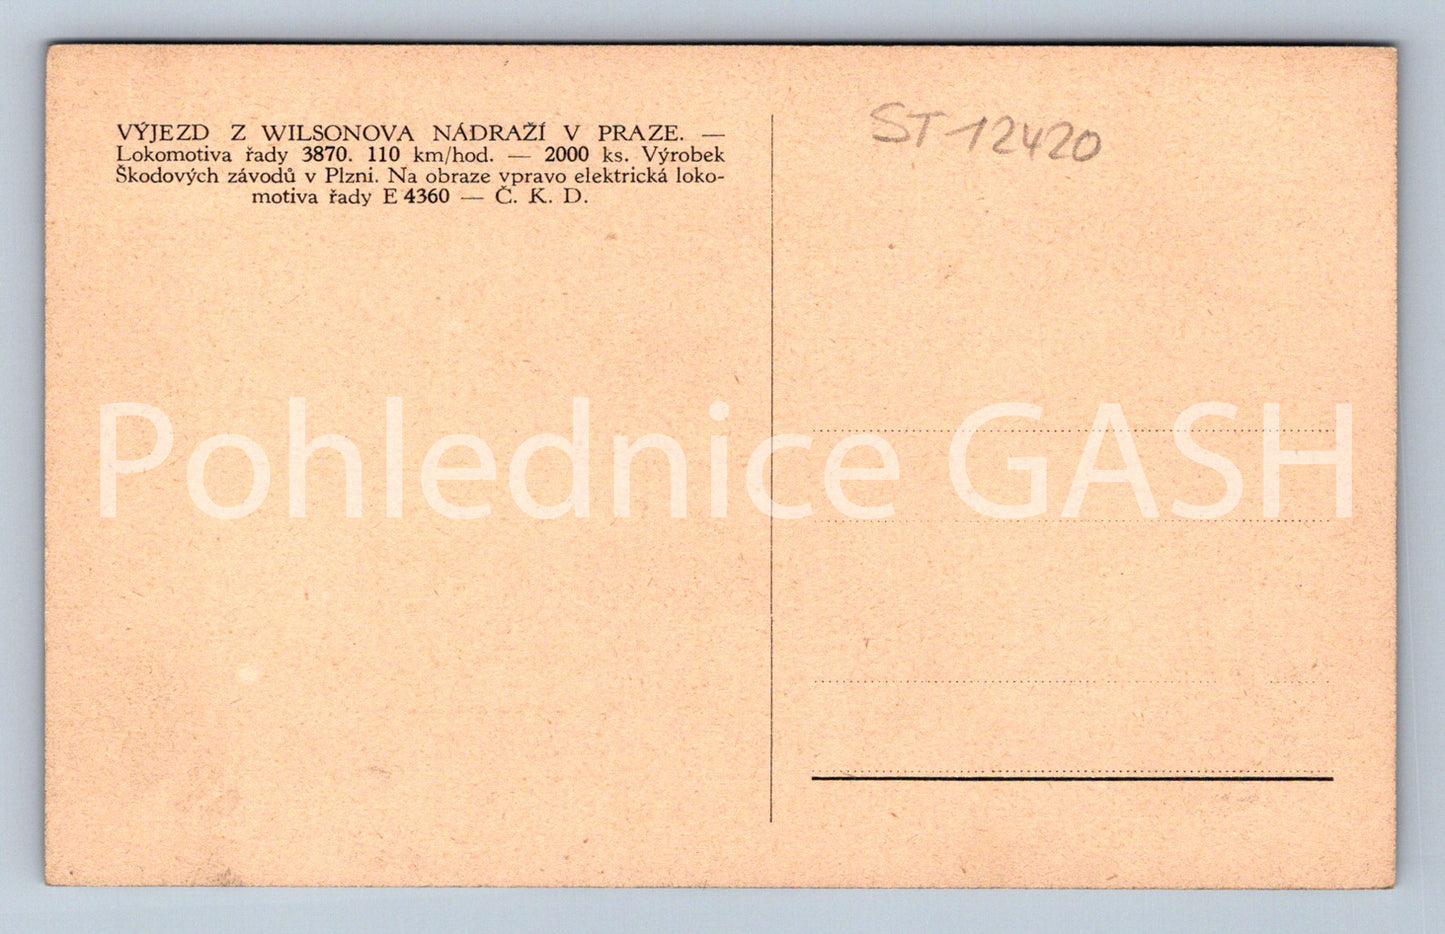 VÝJEZD Z WILSONOVA NÁDRAŽÍ V PRAZE. —
Lokomotiva řady 3870. 110 km/hod. — 2000 ks. Výrobek
Škodových závodů v Plzni. Na obraze vpravo elektrická loko-
motiva řady E 4360 — Č. K. D.
ST 12420
Pohlednice GASH